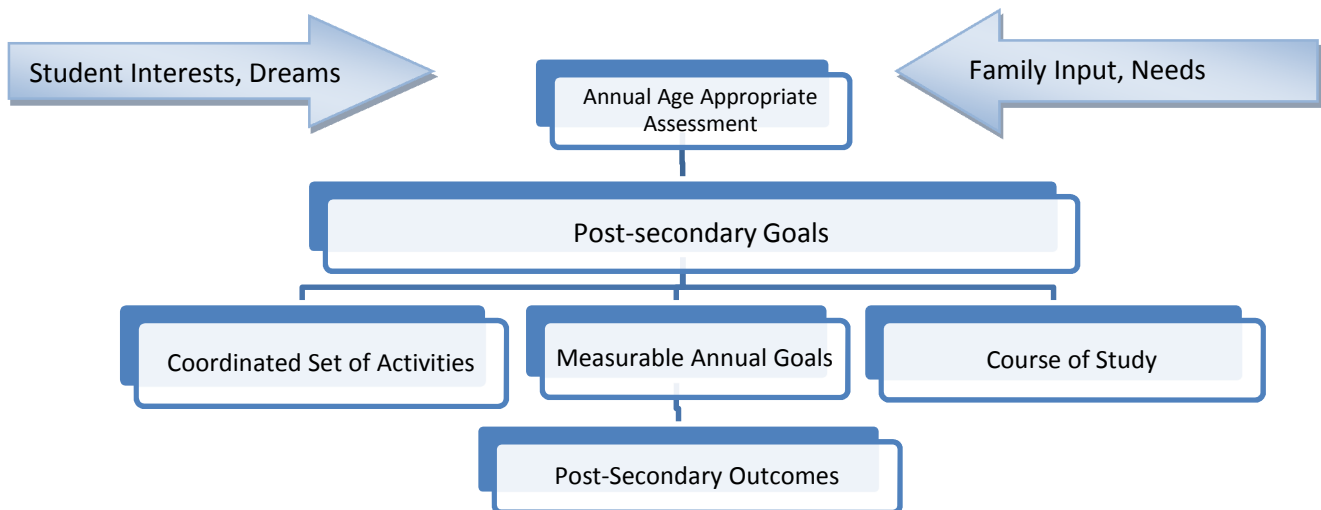 Student Interests, Dreams
Family Input, Needs
Annual Age Appropriate
Assessment
Post-secondary Goals
Coordinated Set of Activities
Measurable Annual Goals
Course of Study
Post-Secondary Outcomes